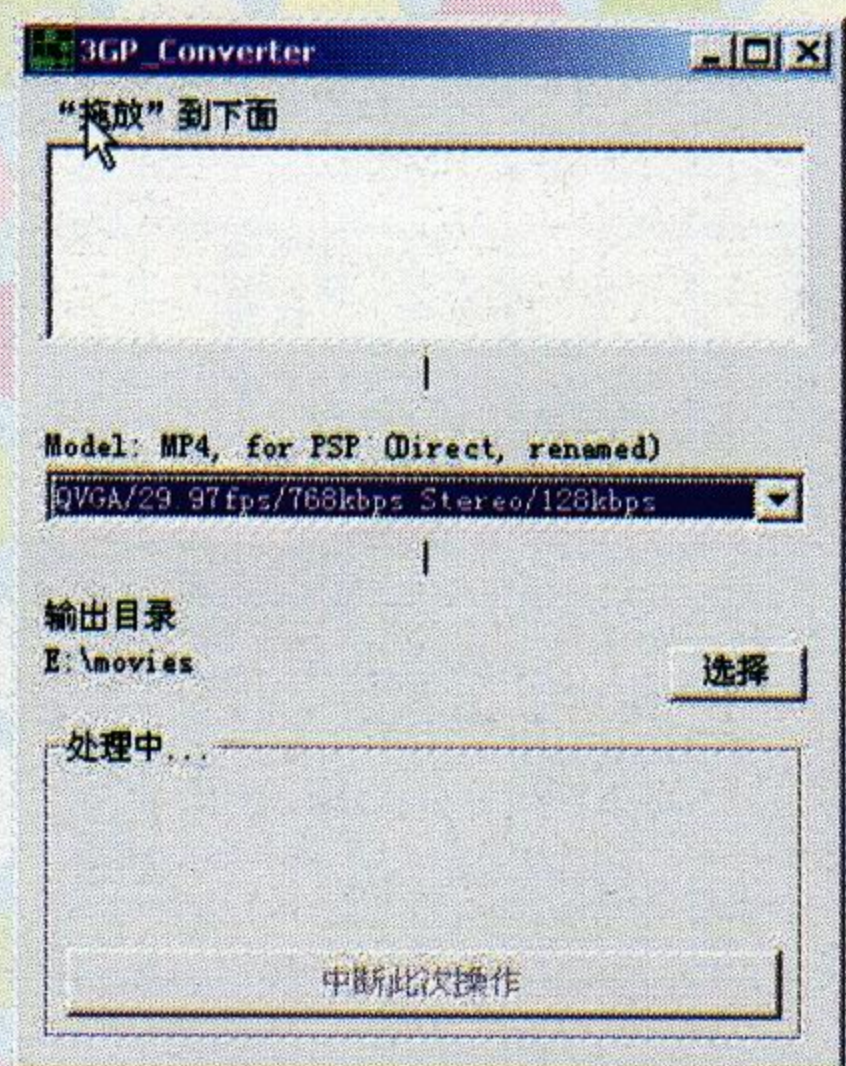 3GP_Converter
“拖放”到下面
Model: MP4, for PSP (Direct, renamed)
QVGA/29.97fps/768kbps Stereo/128kbps
输出目录
E:\movies
选择
处理中...
中断此次操作